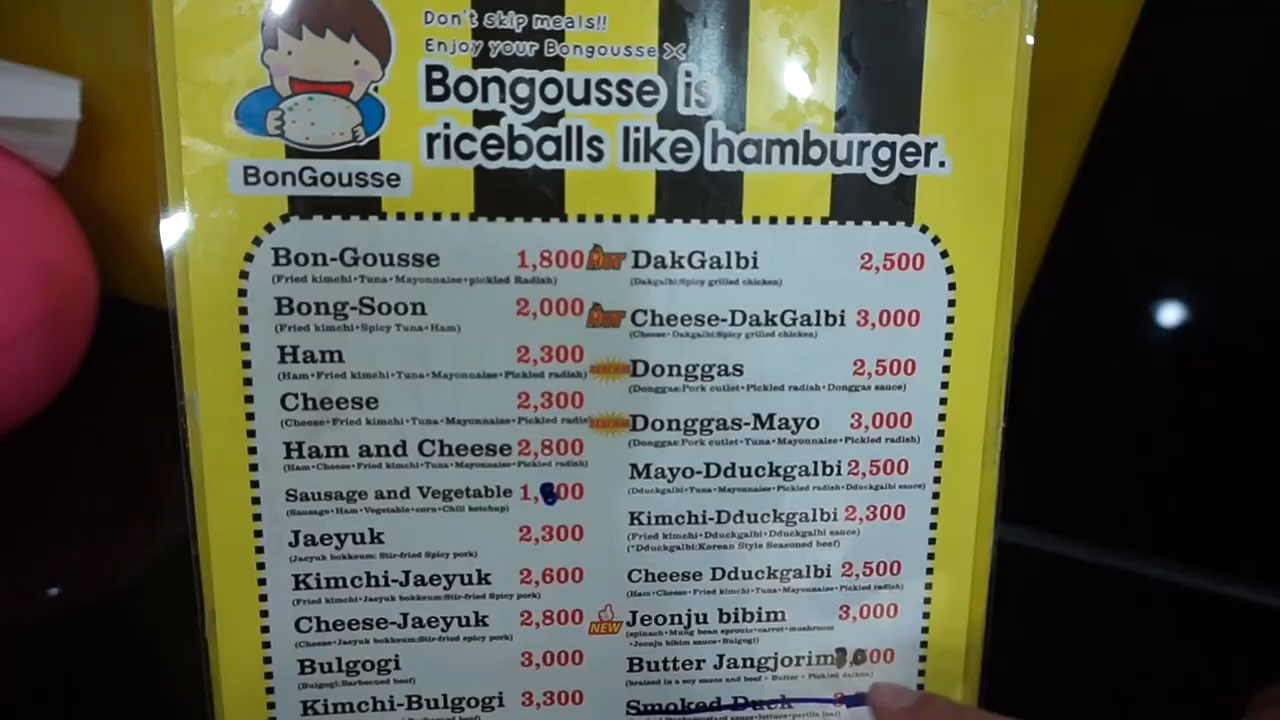 Don't skip meals!!
Enjoy your Bongousse
Bongousse is
riceballs like hamburger.
BonGousse
Bon-Gousse 1,800
(Fried kimchi•Tuna•Mayonnaise•pickled Radish)
Bong-Soon 2,000
(Fried kimchi•Spicy Tuna•Ham)
Ham 2,300
(Ham•Fried kimchi•Tuna•Mayonnaise•Pickled radish)
Cheese 2,300
(Cheese•Fried kimchi•Tuna•Mayonnaise•Pickled radish
Ham and Cheese 2,800
(Ham•Cheese•Fried kimchi•Tuna•Mayonnaise•Pickled radish)
Sausage and Vegetable
(Sausage•Ham•Vegetable•corn•Chili ketchup)
Jaeyuk 2,300
(Jaeyuk bokkeum: Stir-fried Spicy pork)
Kimchi-Jaeyuk 2,600
(Fried kimchi•Jaeyuk bokkeum:Stir-fried Spicy pork)
Cheese-Jaeyuk 2,800
(Cheese•Jaeyuk bokkeum:Stir-fried spicy pork)
Bulgogi 3,000
(Bulgogi:Barbecued beef)
Kimchi-Bulgogi 3,300
DakGalbi 2,500
(Dakgalbi:Spicy grilled chicken)
Cheese-DakGalbi 3,000
(Cheese•Dakgalbi:Spicy grilled chicken)
Donggas 2,500
(Donggas:Pork cutlet•Pickled radish•Donggas sauce)
Donggas-Mayo 3,000
(Donggas:Pork cutlet•Tuna•Mayonnaise•Pickled radish)
Mayo-Dduckgalbi 2,500
(Dduckgalbi•Tuna•Mayonnaise•Pickled radish•Dduckgalbi sauce)
Kimchi-Dduckgalbi 2,300
(Fried kimchi•Dduckgalbi•Dduckgalbi sauce)
(*Dduckgalbi:Korean Style Seasoned beef)
Cheese Dduckgalbi 2,500
(Ham•Cheese•Fried kimchi•Tuna•Mayonnaise•Pickled radish)
NEW Jeonju bibim 3,000
(spinach•Mung bean sprouts•carrot•mushroom
•Jeonju bibim sauce•Bulgogi)
Butter Jangjorim
(braised in a soy sauce and beef • Butter • Pickled daikon)
Smoked Duck